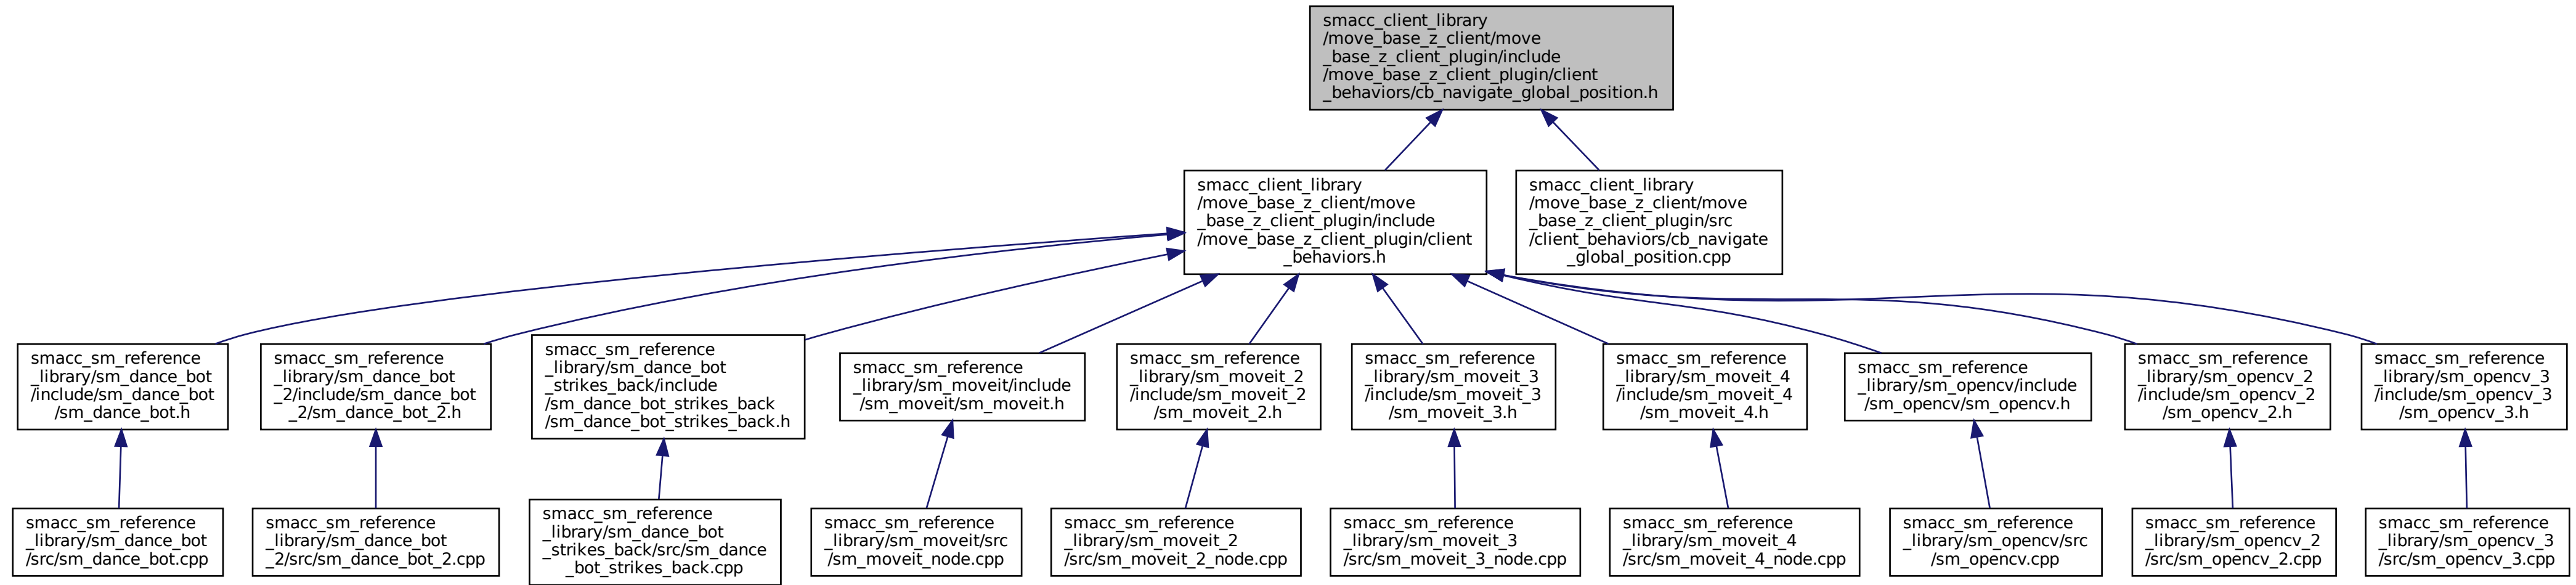 smacc_client_library
/move_base_z_client/move
_base_z_client_plugin/include
/move_base_z_client_plugin/client
_behaviors/cb_navigate_global_position.h
smacc_client_library
/move_base_z_client/move
_base_z_client_plugin/include
/move_base_z_client_plugin/client
_behaviors.h
smacc_client_library
/move_base_z_client/move
_base_z_client_plugin/src
/client_behaviors/cb_navigate
_global_position.cpp
smacc_sm_reference
_library/sm_dance_bot
/include/sm_dance_bot
/sm_dance_bot.h
smacc_sm_reference
_library/sm_dance_bot
_2/include/sm_dance_bot
_2/sm_dance_bot_2.h
smacc_sm_reference
_library/sm_dance_bot
_strikes_back/include
/sm_dance_bot_strikes_back
/sm_dance_bot_strikes_back.h
smacc_sm_reference
_library/sm_moveit/include
/sm_moveit/sm_moveit.h
smacc_sm_reference
_library/sm_moveit_2
/include/sm_moveit_2
/sm_moveit_2.h
smacc_sm_reference
_library/sm_moveit_3
/include/sm_moveit_3
/sm_moveit_3.h
smacc_sm_reference
_library/sm_moveit_4
/include/sm_moveit_4
/sm_moveit_4.h
smacc_sm_reference
_library/sm_opencv/include
/sm_opencv/sm_opencv.h
smacc_sm_reference
_library/sm_opencv_2
/include/sm_opencv_2
/sm_opencv_2.h
smacc_sm_reference
_library/sm_opencv_3
/include/sm_opencv_3
/sm_opencv_3.h
smacc_sm_reference
_library/sm_dance_bot
/src/sm_dance_bot.cpp
smacc_sm_reference
_library/sm_dance_bot
_2/src/sm_dance_bot_2.cpp
smacc_sm_reference
_library/sm_dance_bot
_strikes_back/src/sm_dance
_bot_strikes_back.cpp
smacc_sm_reference
_library/sm_moveit/src
/sm_moveit_node.cpp
smacc_sm_reference
_library/sm_moveit_2
/src/sm_moveit_2_node.cpp
smacc_sm_reference
_library/sm_moveit_3
/src/sm_moveit_3_node.cpp
smacc_sm_reference
_library/sm_moveit_4
/src/sm_moveit_4_node.cpp
smacc_sm_reference
_library/sm_opencv/src
/sm_opencv.cpp
smacc_sm_reference
_library/sm_opencv_2
/src/sm_opencv_2.cpp
smacc_sm_reference
_library/sm_opencv_3
/src/sm_opencv_3.cpp